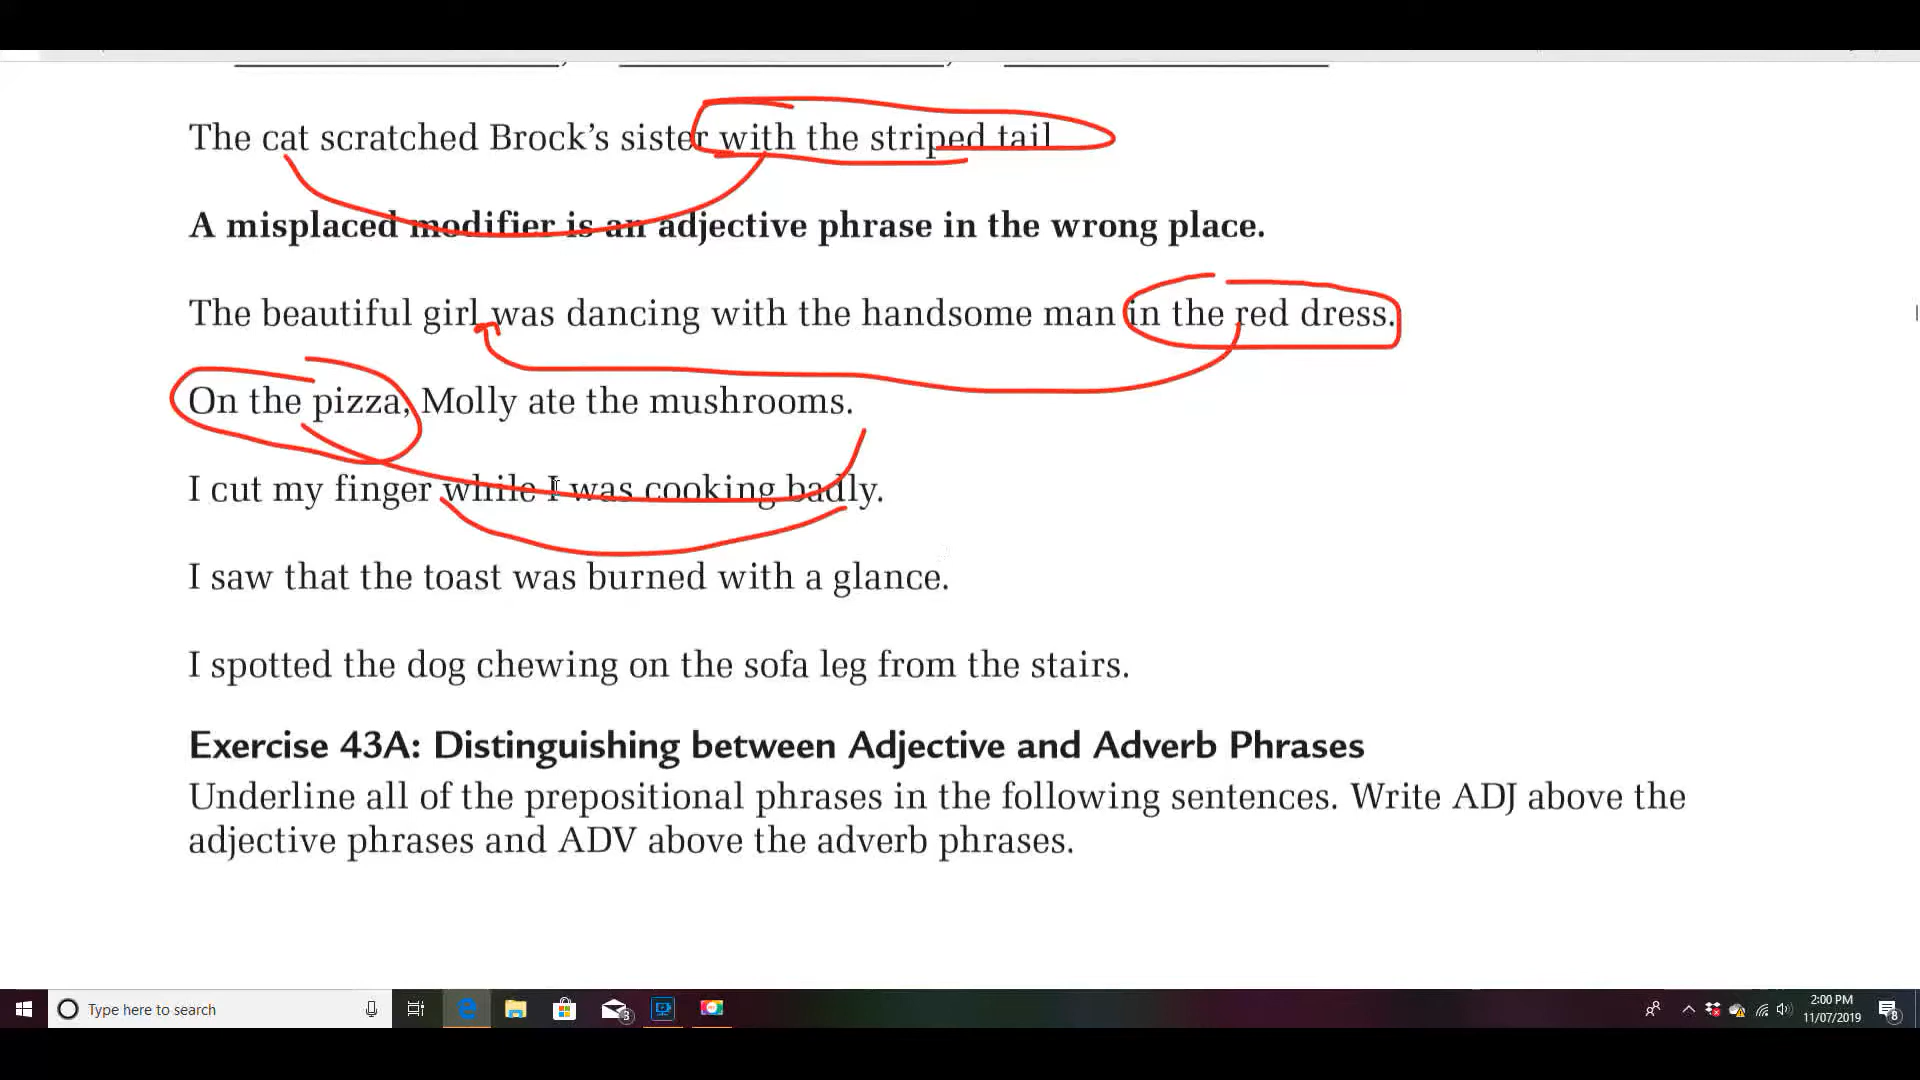 The cat scratched Brock's sister with the striped tail
A misplaced modifier is an adjective phrase in the wrong place.
The beautiful girl was dancing with the handsome man in the red dress.
On the pizza, Molly ate the mushrooms.
I cut my finger while I was cooking badly.
I saw that the toast was burned with a glance.
I spotted the dog chewing on the sofa leg from the stairs.
Exercise 43A: Distinguishing between Adjective and Adverb Phrases
Underline all of the prepositional phrases in the following sentences. Write ADJ above the
adjective phrases and ADV above the adverb phrases.
Type here to search
3
2:00 PM
11/07/2019
8